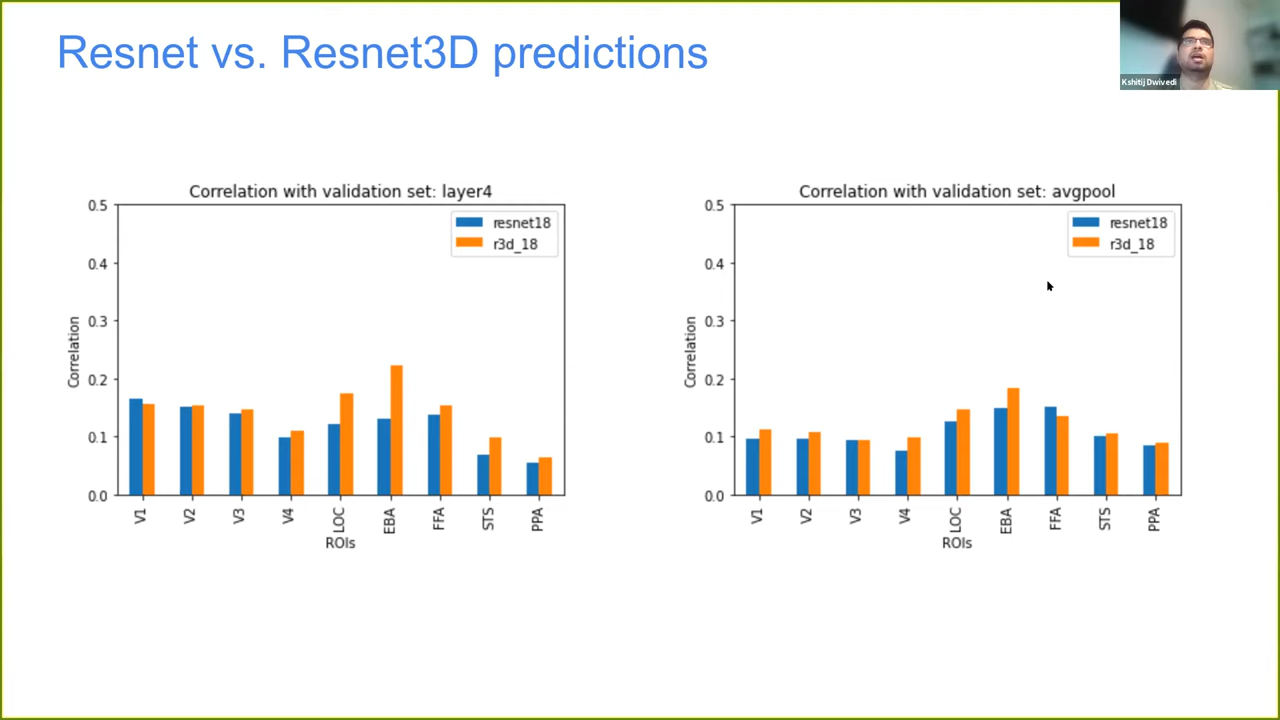 Resnet vs. Resnet3D predictions
Kshitij Dwivedi
Correlation with validation set: layer4
0.5
0.4
0.3
0.2
0.1
0.0
Correlation
resnet18
r3d_18
V1
V2
V3
V4
LOC
EBA
FFA
STS
PPA
ROIs
Correlation with validation set: avgpool
0.5
0.4
0.3
0.2
0.1
0.0
Correlation
resnet18
r3d_18
V1
V2
V3
V4
LOC
EBA
FFA
STS
PPA
ROIs